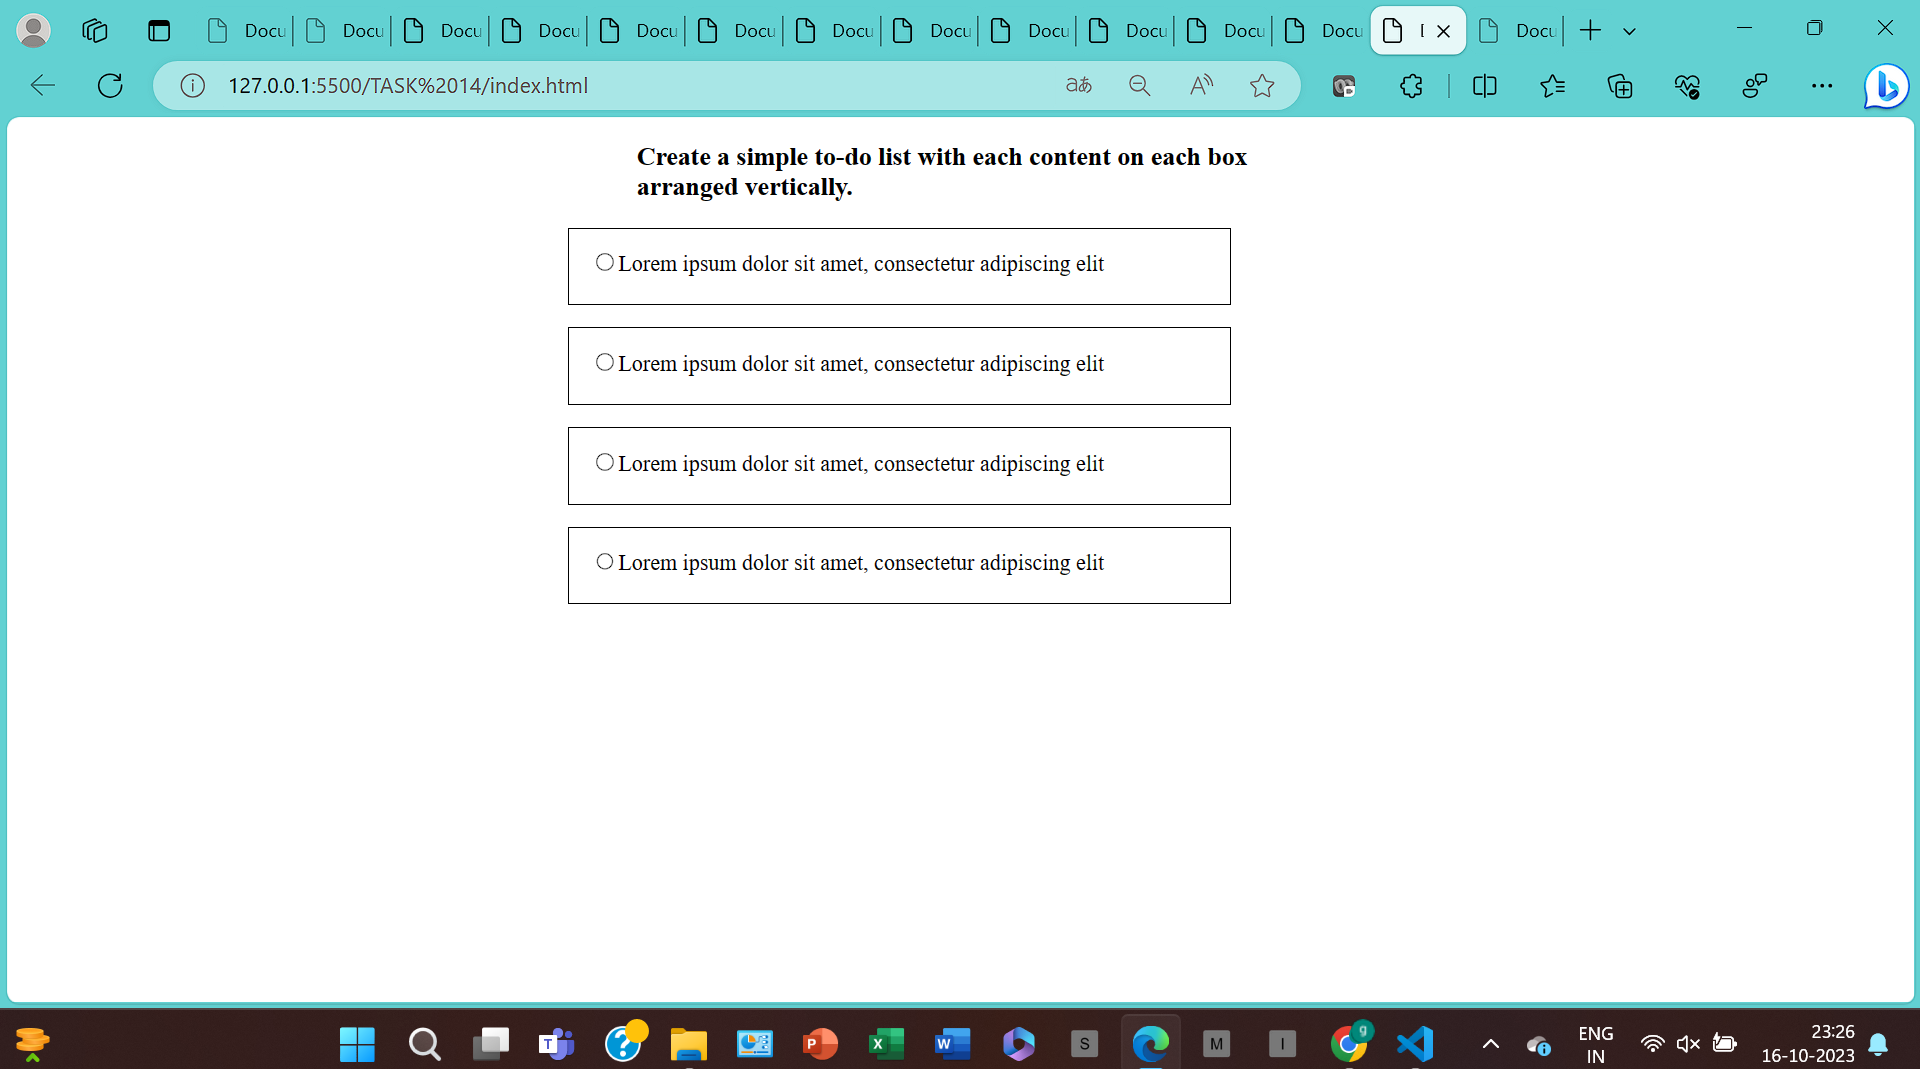 Docu Docu Docu Docu Docu Docu Docu Docu Docu Docu Docu Docu Docu
127.0.0.1:5500/TASK%2014/index.html
Create a simple to-do list with each content on each box
arranged vertically.
Lorem ipsum dolor sit amet, consectetur adipiscing elit
Lorem ipsum dolor sit amet, consectetur adipiscing elit
Lorem ipsum dolor sit amet, consectetur adipiscing elit
Lorem ipsum dolor sit amet, consectetur adipiscing elit
S M I
ENG
IN
23:26
16-10-2023